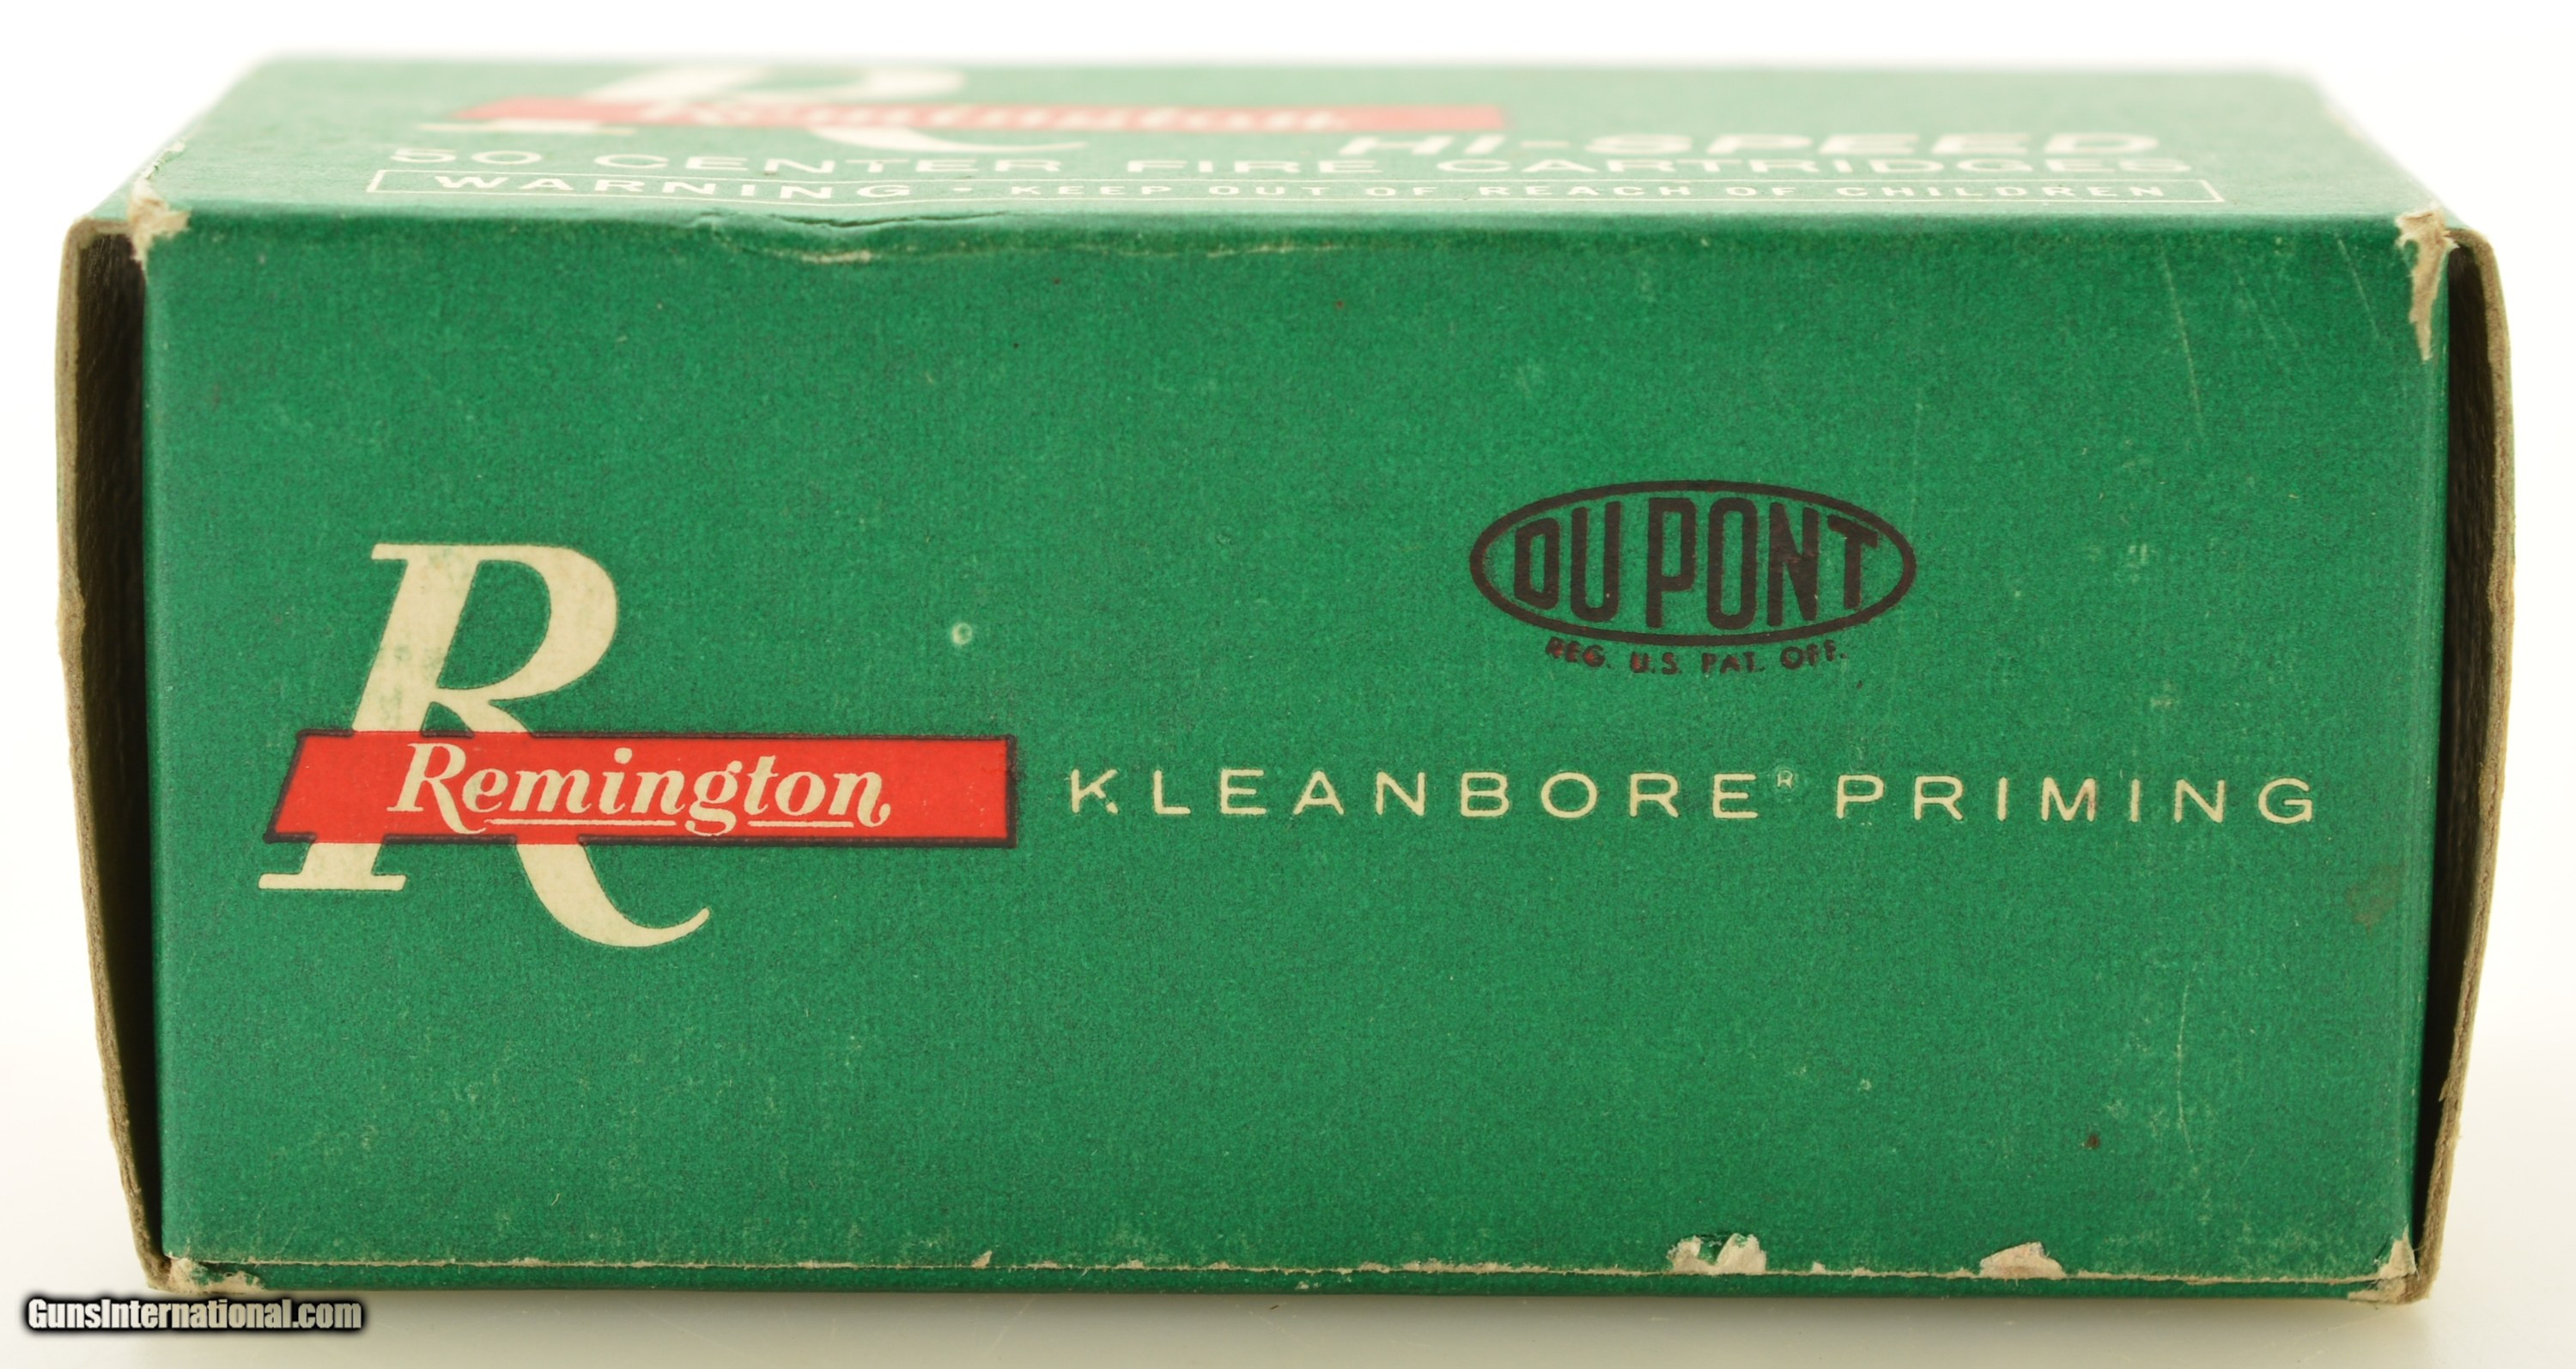 Remington
HI-SPEED
50 CENTER FIRE CARTRIDGES
WARNING - KEEP OUT OF REACH OF CHILDREN
DU PONT
REG. U.S. PAT. OFF.
R
Remington
KLEANBORE® PRIMING
GunsInternational.com